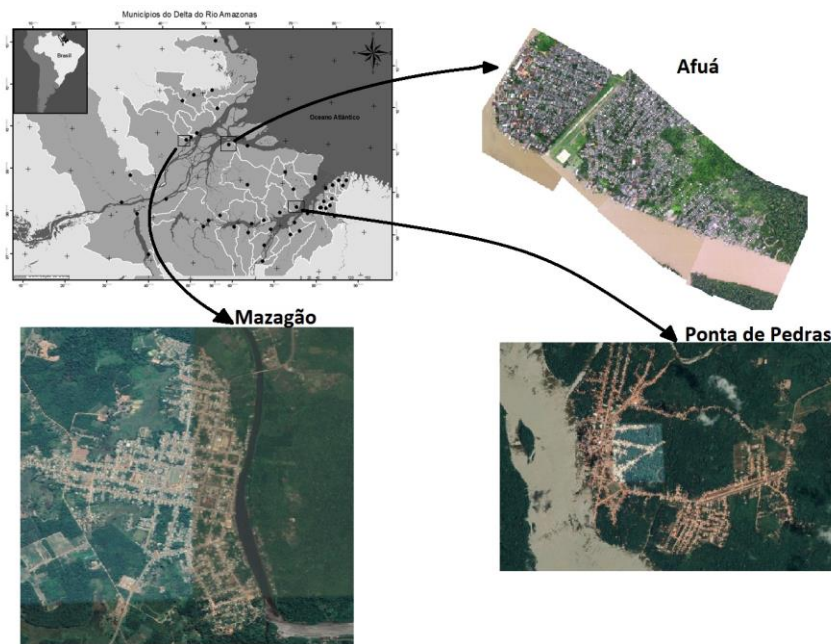 Municípios do Delta do Rio Amazonas
Brasil
Oceano Atlântico
Afuá
Mazagão
Ponta de Pedras